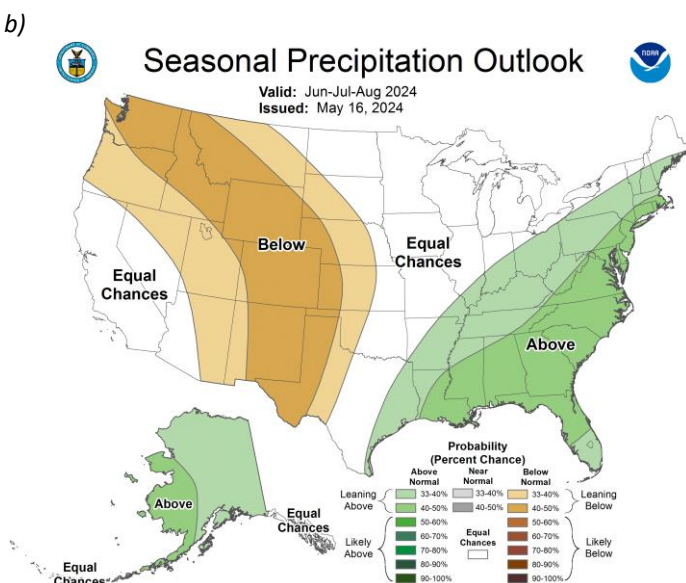 b)
Seasonal Precipitation Outlook
NOAA
Valid: Jun-Jul-Aug 2024
Issued: May 16, 2024
Equal
Chances
Below
Equal
Chances
Above
Above
Equal
Chances
Equal
Chances
Probability
(Percent Chance)
Above
Normal
Near
Normal
Below
Normal
Leaning
Above
33-40%
40-50%
33-40%
40-50%
33-40%
40-50%
Leaning
Below
Likely
Above
50-60%
60-70%
70-80%
80-90%
90-100%
Equal
Chances
50-60%
60-70%
70-80%
80-90%
90-100%
Likely
Below